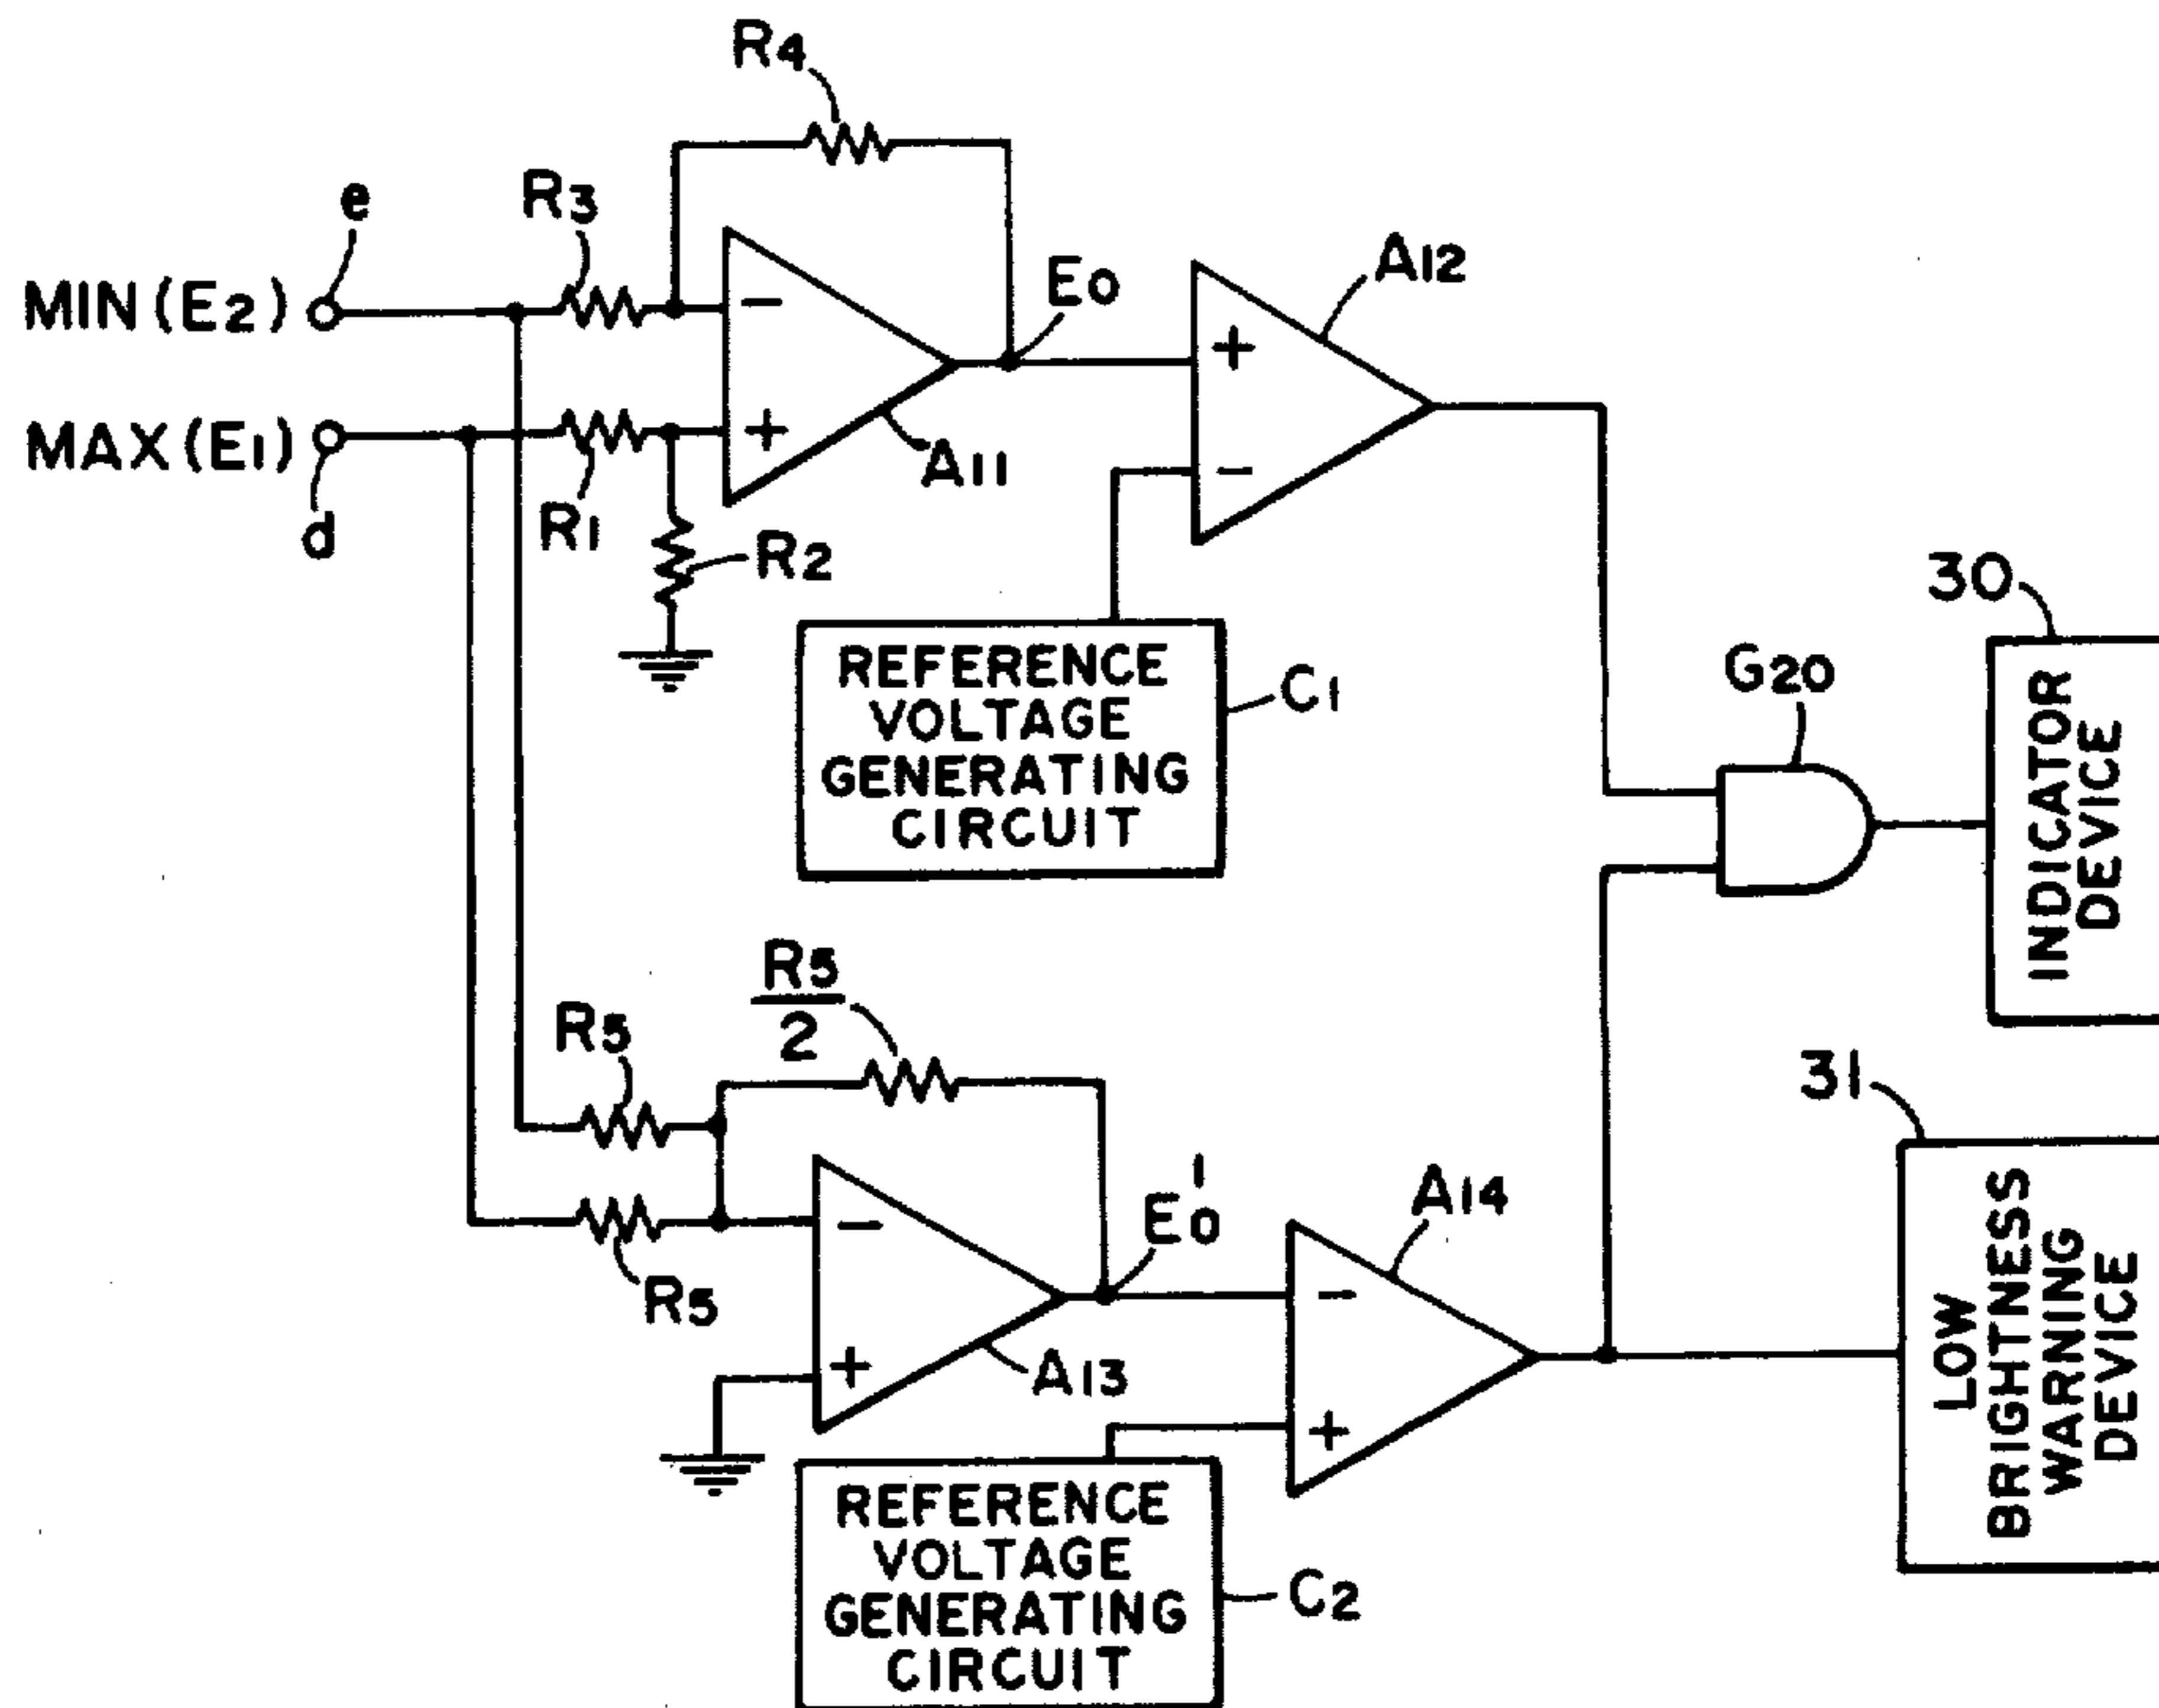 R4
e
R3
MIN (E2)
E0
A12
MAX (E1)
A11
d
R1
R2
30
REFERENCE
VOLTAGE
GENERATING
CIRCUIT
C1
G20
INDICATOR
DEVICE
R5
R5
2
31
E0'
A14
R5
A13
LOW
BRIGHTNESS
WARNING
DEVICE
REFERENCE
VOLTAGE
GENERATING
CIRCUIT
C2
-
+
+
-
-
+
-
+